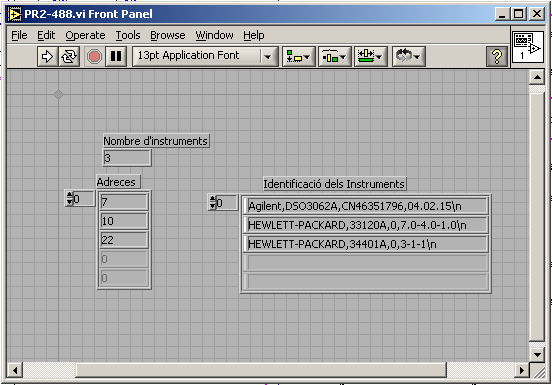 PR2-488.vi Front Panel
File Edit Operate Tools Browse Window Help
13pt Application Font
?
1
Nombre d'instruments
3
Adreces
0
7
10
22
0
0
Identificació dels Instruments
0
Agilent,DSO3062A,CN46351796,04.02.15\n
HEWLETT-PACKARD,33120A,0,7.0-4.0-1.0\n
HEWLETT-PACKARD,34401A,0,3-1-1\n